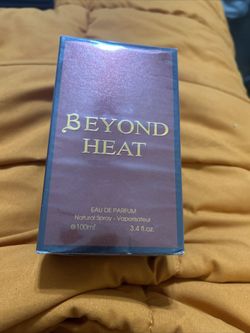 BEYOND
HEAT
EAU DE PARFUM
Natural Spray - Vaporisateur
℮100ml 3.4 fl.oz.